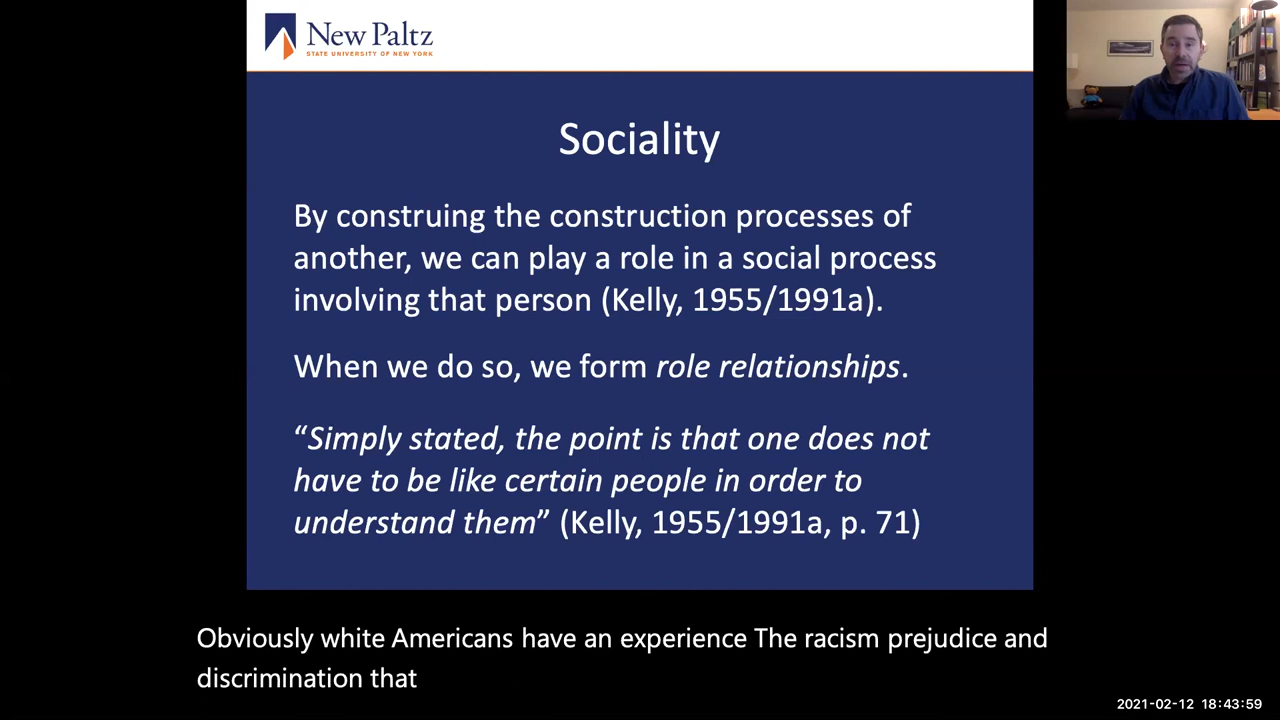 New Paltz
STATE UNIVERSITY OF NEW YORK
Sociality
By construing the construction processes of
another, we can play a role in a social process
involving that person (Kelly, 1955/1991a).
When we do so, we form role relationships.
“Simply stated, the point is that one does not
have to be like certain people in order to
understand them” (Kelly, 1955/1991a, p. 71)
Obviously white Americans have an experience The racism prejudice and
discrimination that
2021-02-12 18:43:59